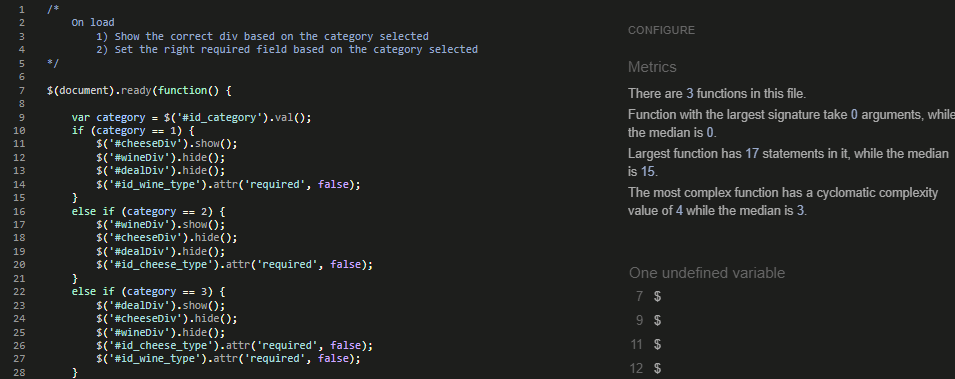 1 /*
2 On load
3 1) Show the correct div based on the category selected
4 2) Set the right required field based on the category selected
5 */
6
7 $(document).ready(function() {
8
9 var category = $('#id_category').val();
10 if (category == 1) {
11 $('#cheeseDiv').show();
12 $('#wineDiv').hide();
13 $('#dealDiv').hide();
14 $('#id_wine_type').attr('required', false);
15 }
16 else if (category == 2) {
17 $('#wineDiv').show();
18 $('#cheeseDiv').hide();
19 $('#dealDiv').hide();
20 $('#id_cheese_type').attr('required', false);
21 }
22 else if (category == 3) {
23 $('#dealDiv').show();
24 $('#cheeseDiv').hide();
25 $('#wineDiv').hide();
26 $('#id_cheese_type').attr('required', false);
27 $('#id_wine_type').attr('required', false);
28 }
CONFIGURE
Metrics
There are 3 functions in this file.
Function with the largest signature take 0 arguments, while
the median is 0.
Largest function has 17 statements in it, while the median
is 15.
The most complex function has a cyclomatic complexity
value of 4 while the median is 3.
One undefined variable
7 $
9 $
11 $
12 $